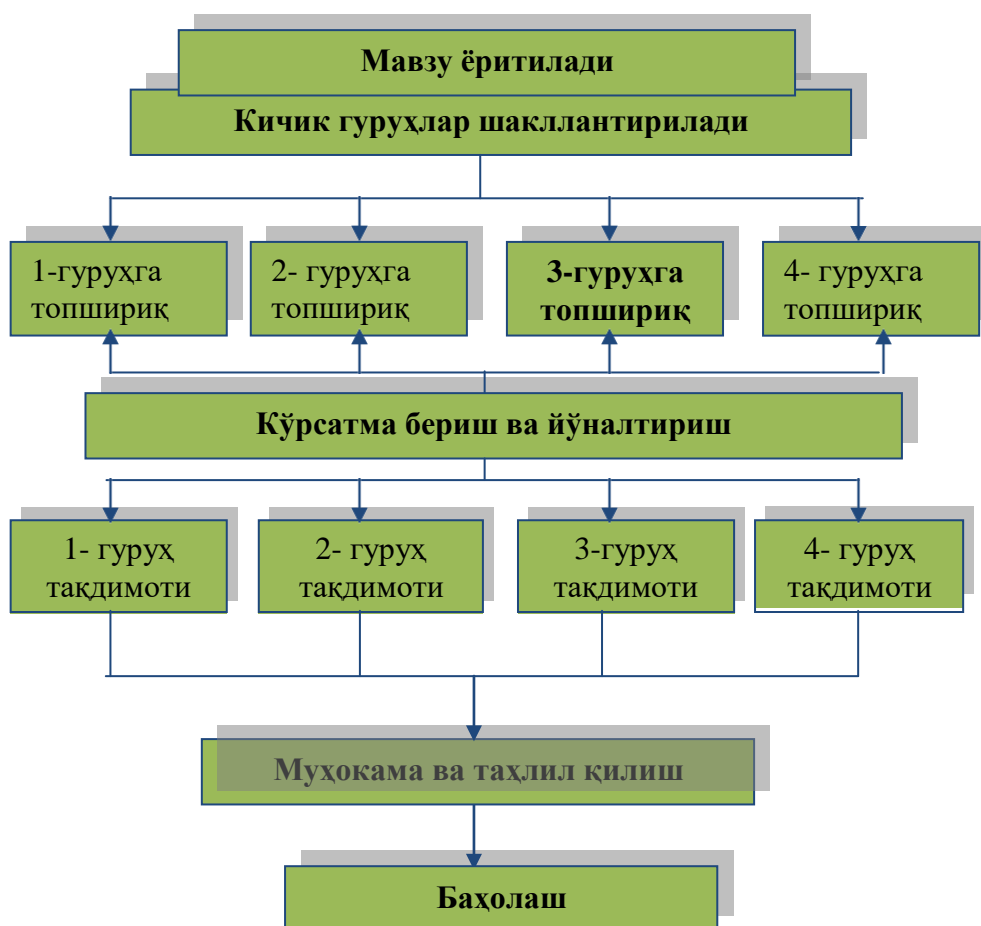 Мавзу ёритилади
Кичик гуруҳлар шакллантирилади
1-гуруҳга
топшириқ
2- гуруҳга
топшириқ
3-гуруҳга
топшириқ
4- гуруҳга
топшириқ
Кўрсатма бериш ва йўналтириш
1- гуруҳ
тақдимоти
2- гуруҳ
тақдимоти
3-гуруҳ
тақдимоти
4- гуруҳ
тақдимоти
Муҳокама ва таҳлил қилиш
Баҳолаш